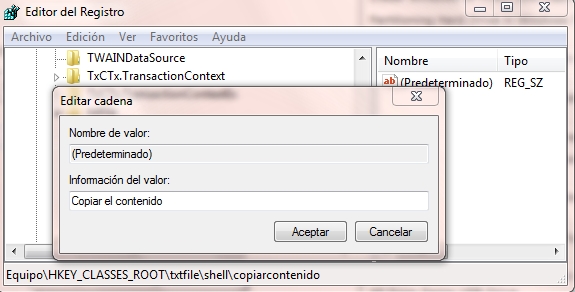 Editor del Registro
Archivo Edición Ver Favoritos Ayuda
TWAINDataSource
TxCTx.TransactionContext
Nombre Tipo
(Predeterminado) REG_SZ
Editar cadena
Nombre de valor:
(Predeterminado)
Información del valor:
Copiar el contenido
Aceptar Cancelar
Equipo\HKEY_CLASSES_ROOT\txtfile\shell\copiarcontenido